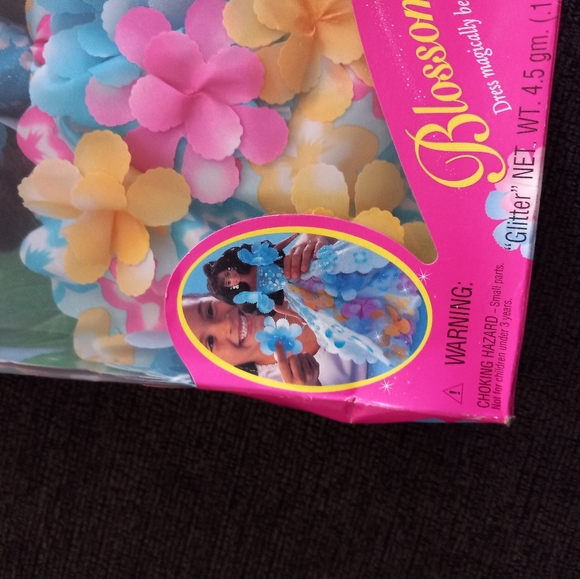 Blossom
Dress magically be
"Glitter" NET. WT. 4.5 gm. (.1
⚠ WARNING:
CHOKING HAZARD – Small parts.
Not for children under 3 years.